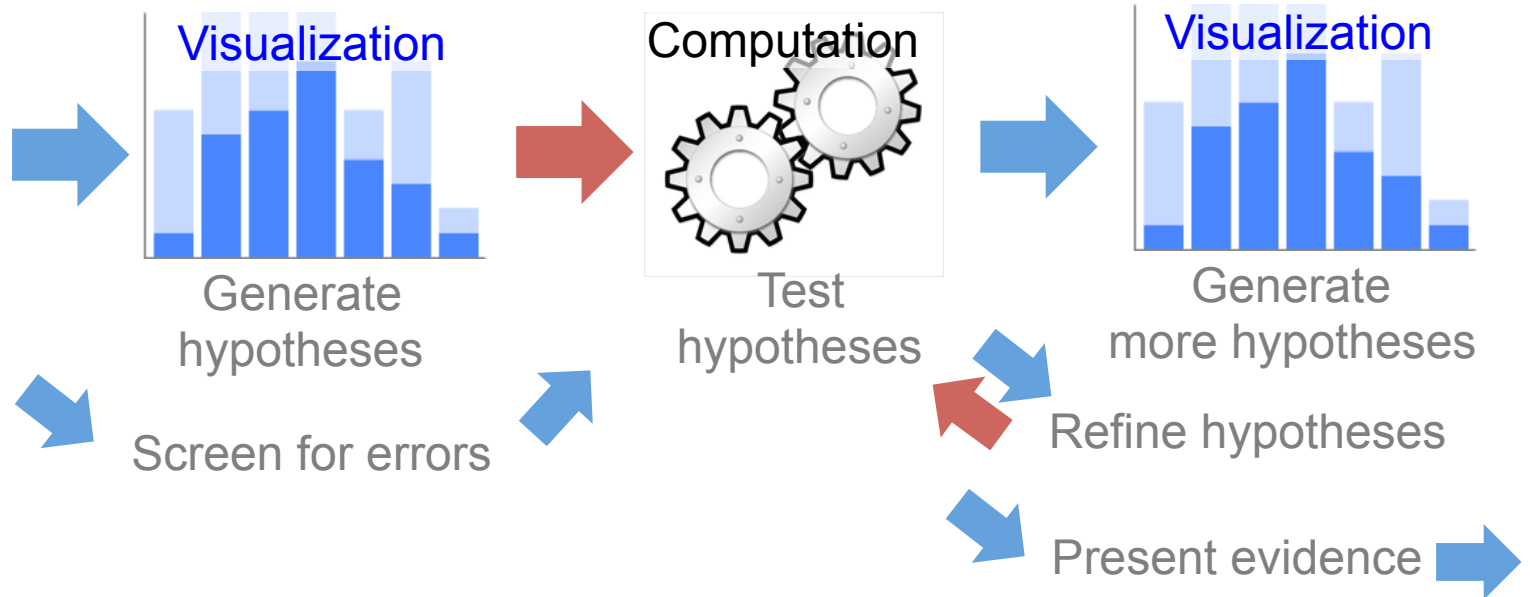 Visualization
Generate
hypotheses
Screen for errors
Computation
Test
hypotheses
Visualization
Generate
more hypotheses
Refine hypotheses
Present evidence